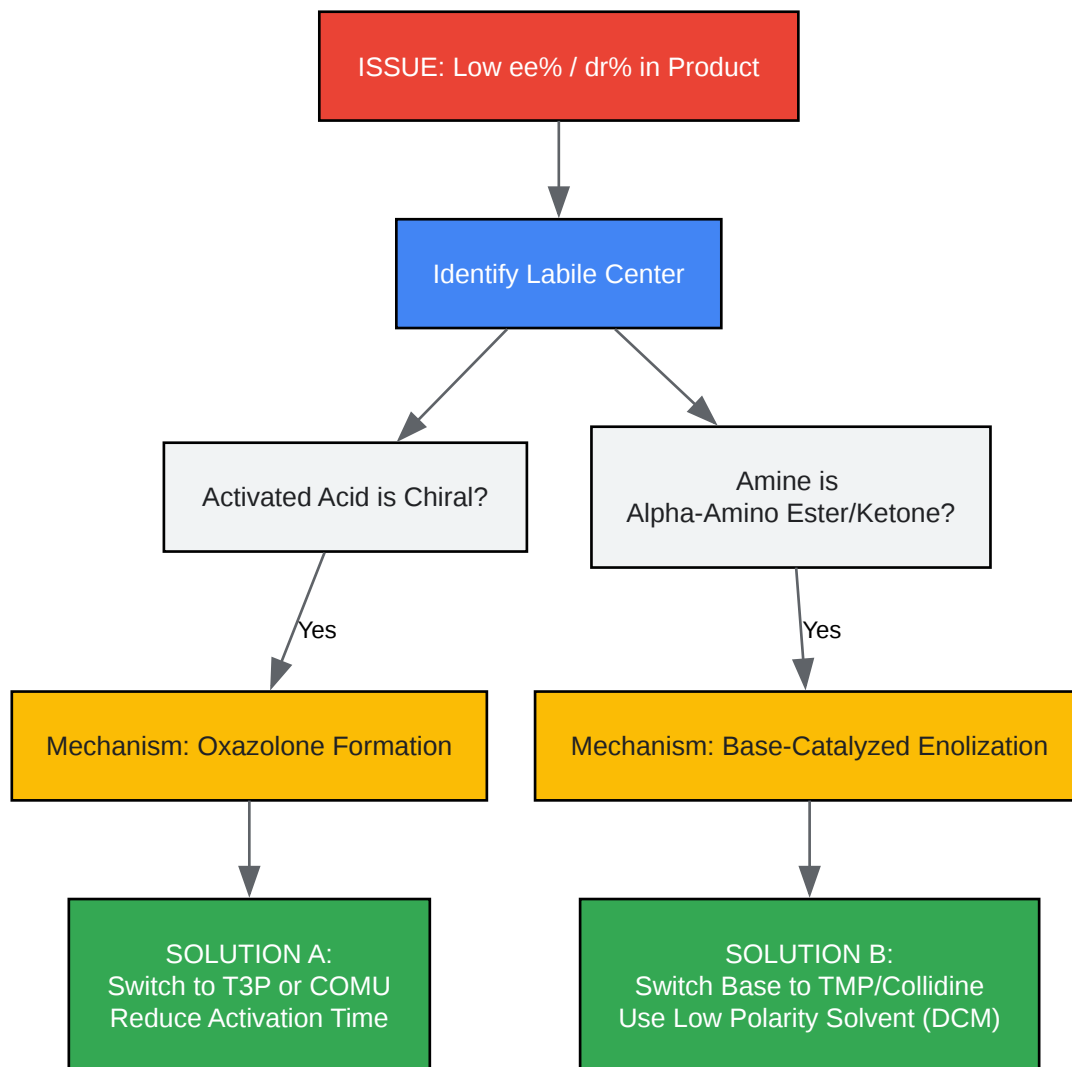 ISSUE: Low ee% / dr% in Product
Identify Labile Center
Activated Acid is Chiral?
Amine is
Alpha-Amino Ester/Ketone?
Yes
Yes
Mechanism: Oxazolone Formation
Mechanism: Base-Catalyzed Enolization
SOLUTION A:
Switch to T3P or COMU
Reduce Activation Time
SOLUTION B:
Switch Base to TMP/Collidine
Use Low Polarity Solvent (DCM)